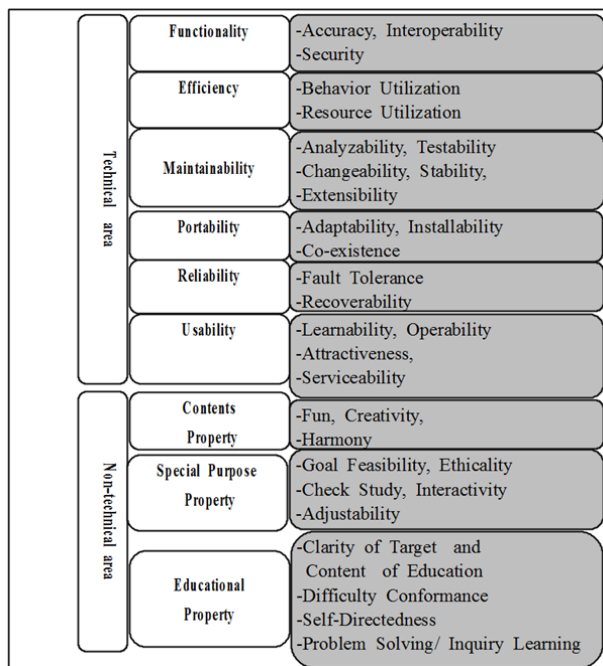 Technical area
Functionality
-Accuracy, Interoperability
-Security
Efficiency
-Behavior Utilization
-Resource Utilization
Maintainability
-Analyzability, Testability
-Changeability, Stability,
-Extensibility
Portability
-Adaptability, Installability
-Co-existence
Reliability
-Fault Tolerance
-Recoverability
Usability
-Learnability, Operability
-Attractiveness,
-Serviceability
Non-technical area
Contents
Property
-Fun, Creativity,
-Harmony
Special Purpose
Property
-Goal Feasibility, Ethicality
-Check Study, Interactivity
-Adjustability
Educational
Property
-Clarity of Target and
Content of Education
-Difficulty Conformance
-Self-Directedness
-Problem Solving/ Inquiry Learning